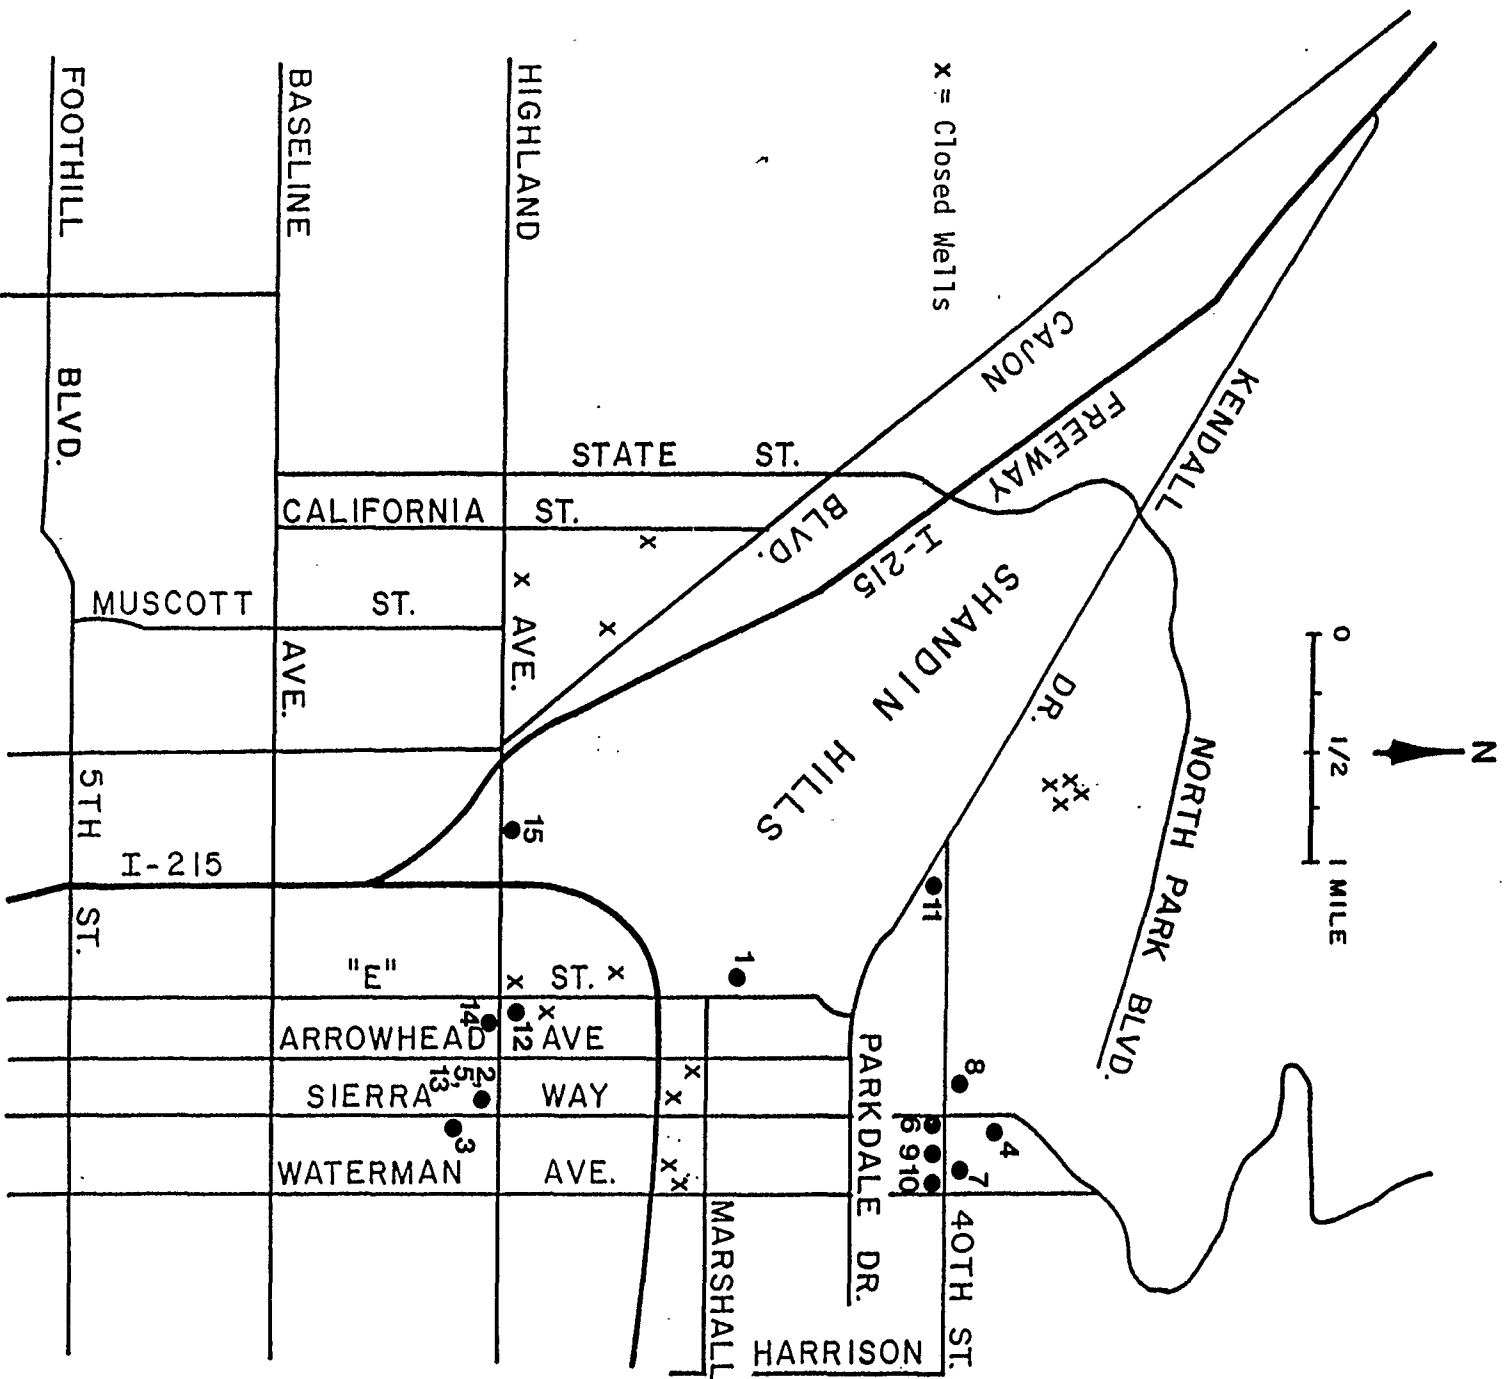 N
0 1/2 1 MILE
x = Closed Wells
NORTH PARK BLVD.
KENDALL DR.
CAJON BLVD.
FREEWAY I-215
SHANDIN HILLS
STATE ST.
CALIFORNIA ST.
MUSCOTT ST.
HIGHLAND AVE.
BASELINE AVE.
FOOTHILL BLVD.
5TH ST.
I-215
"E" ST.
ARROWHEAD AVE
SIERRA WAY
WATERMAN AVE.
PARKDALE DR.
MARSHALL
40TH ST.
HARRISON
15
11
1
14
12
2,
5,
13
3
8
4
6 9 10
7
x
x
x
x
x
x
x
x
x
x
x
x
x
x